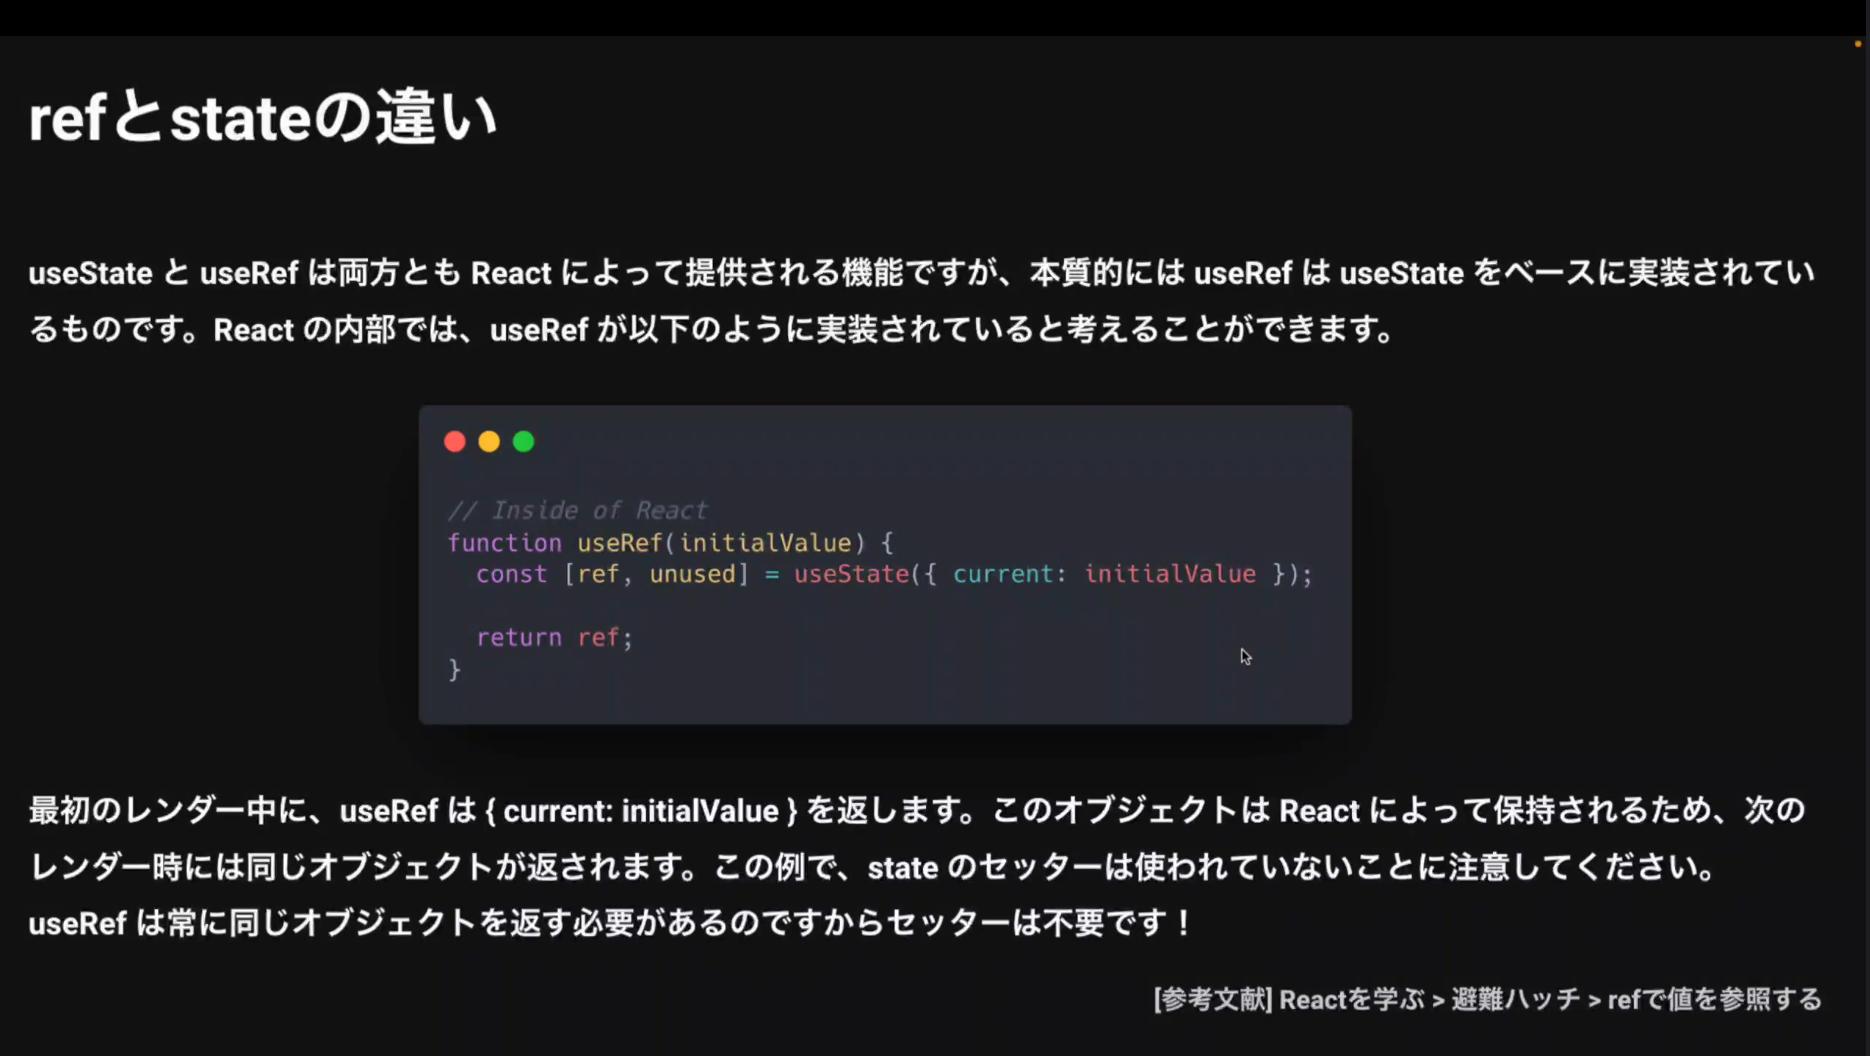 refとstateの違い
useState と useRef は両方とも React によって提供される機能ですが、本質的には useRef は useState をベースに実装されてい
るものです。React の内部では、useRef が以下のように実装されていると考えることができます。
// Inside of React
function useRef(initialValue) {
  const [ref, unused] = useState({ current: initialValue });
  return ref;
}
最初のレンダー中に、useRef は { current: initialValue } を返します。このオブジェクトは React によって保持されるため、次の
レンダー時には同じオブジェクトが返されます。この例で、state のセッターは使われていないことに注意してください。
useRef は常に同じオブジェクトを返す必要があるのですからセッターは不要です！
[参考文献] Reactを学ぶ > 避難ハッチ > refで値を参照する